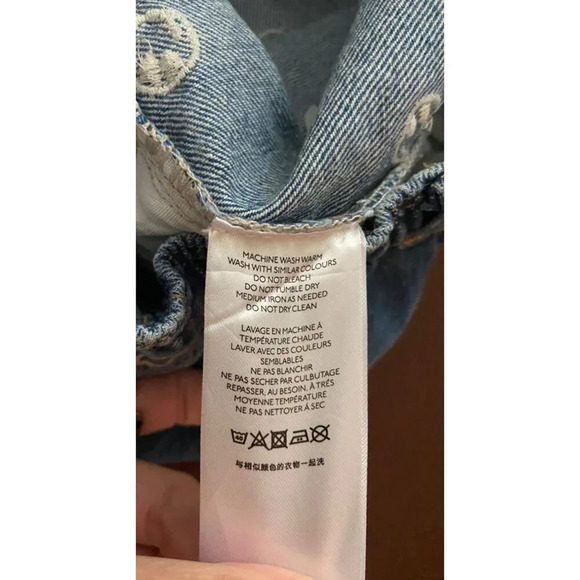 MACHINE WASH WARM
WASH WITH SIMILAR COLOURS
DO NOT BLEACH
DO NOT TUMBLE DRY
MEDIUM IRON AS NEEDED
DO NOT DRY CLEAN
LAVAGE EN MACHINE À
TEMPÉRATURE CHAUDE
LAVER AVEC DES COULEURS
SEMBLABLES
NE PAS BLANCHIR
NE PAS SECHER PAR CULBUTAGE
REPASSER, AU BESOIN. À TRÉS
MOYENNE TEMPÉRATURE
NE PAS NETTOYER À SEC
40
与相似颜色的衣物一起洗